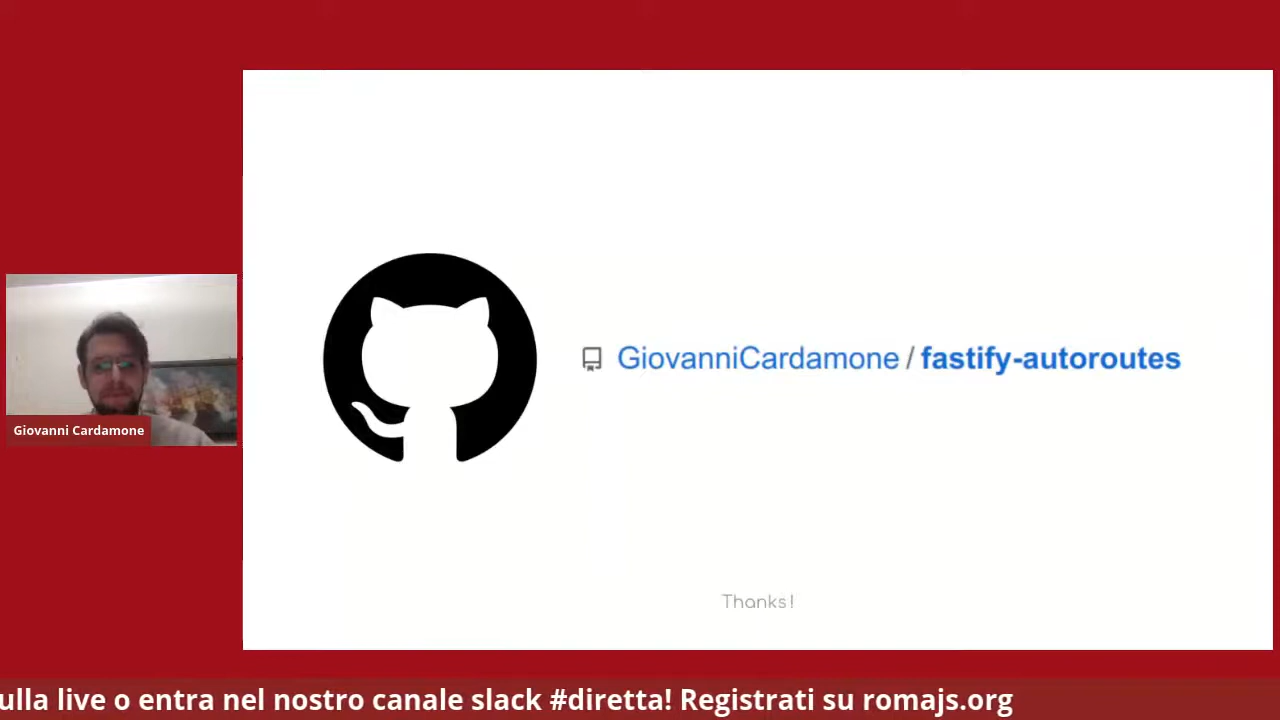 GiovanniCardamone / fastify-autoroutes
Giovanni Cardamone
Thanks!
ulla live o entra nel nostro canale slack #diretta! Registrati su romajs.org